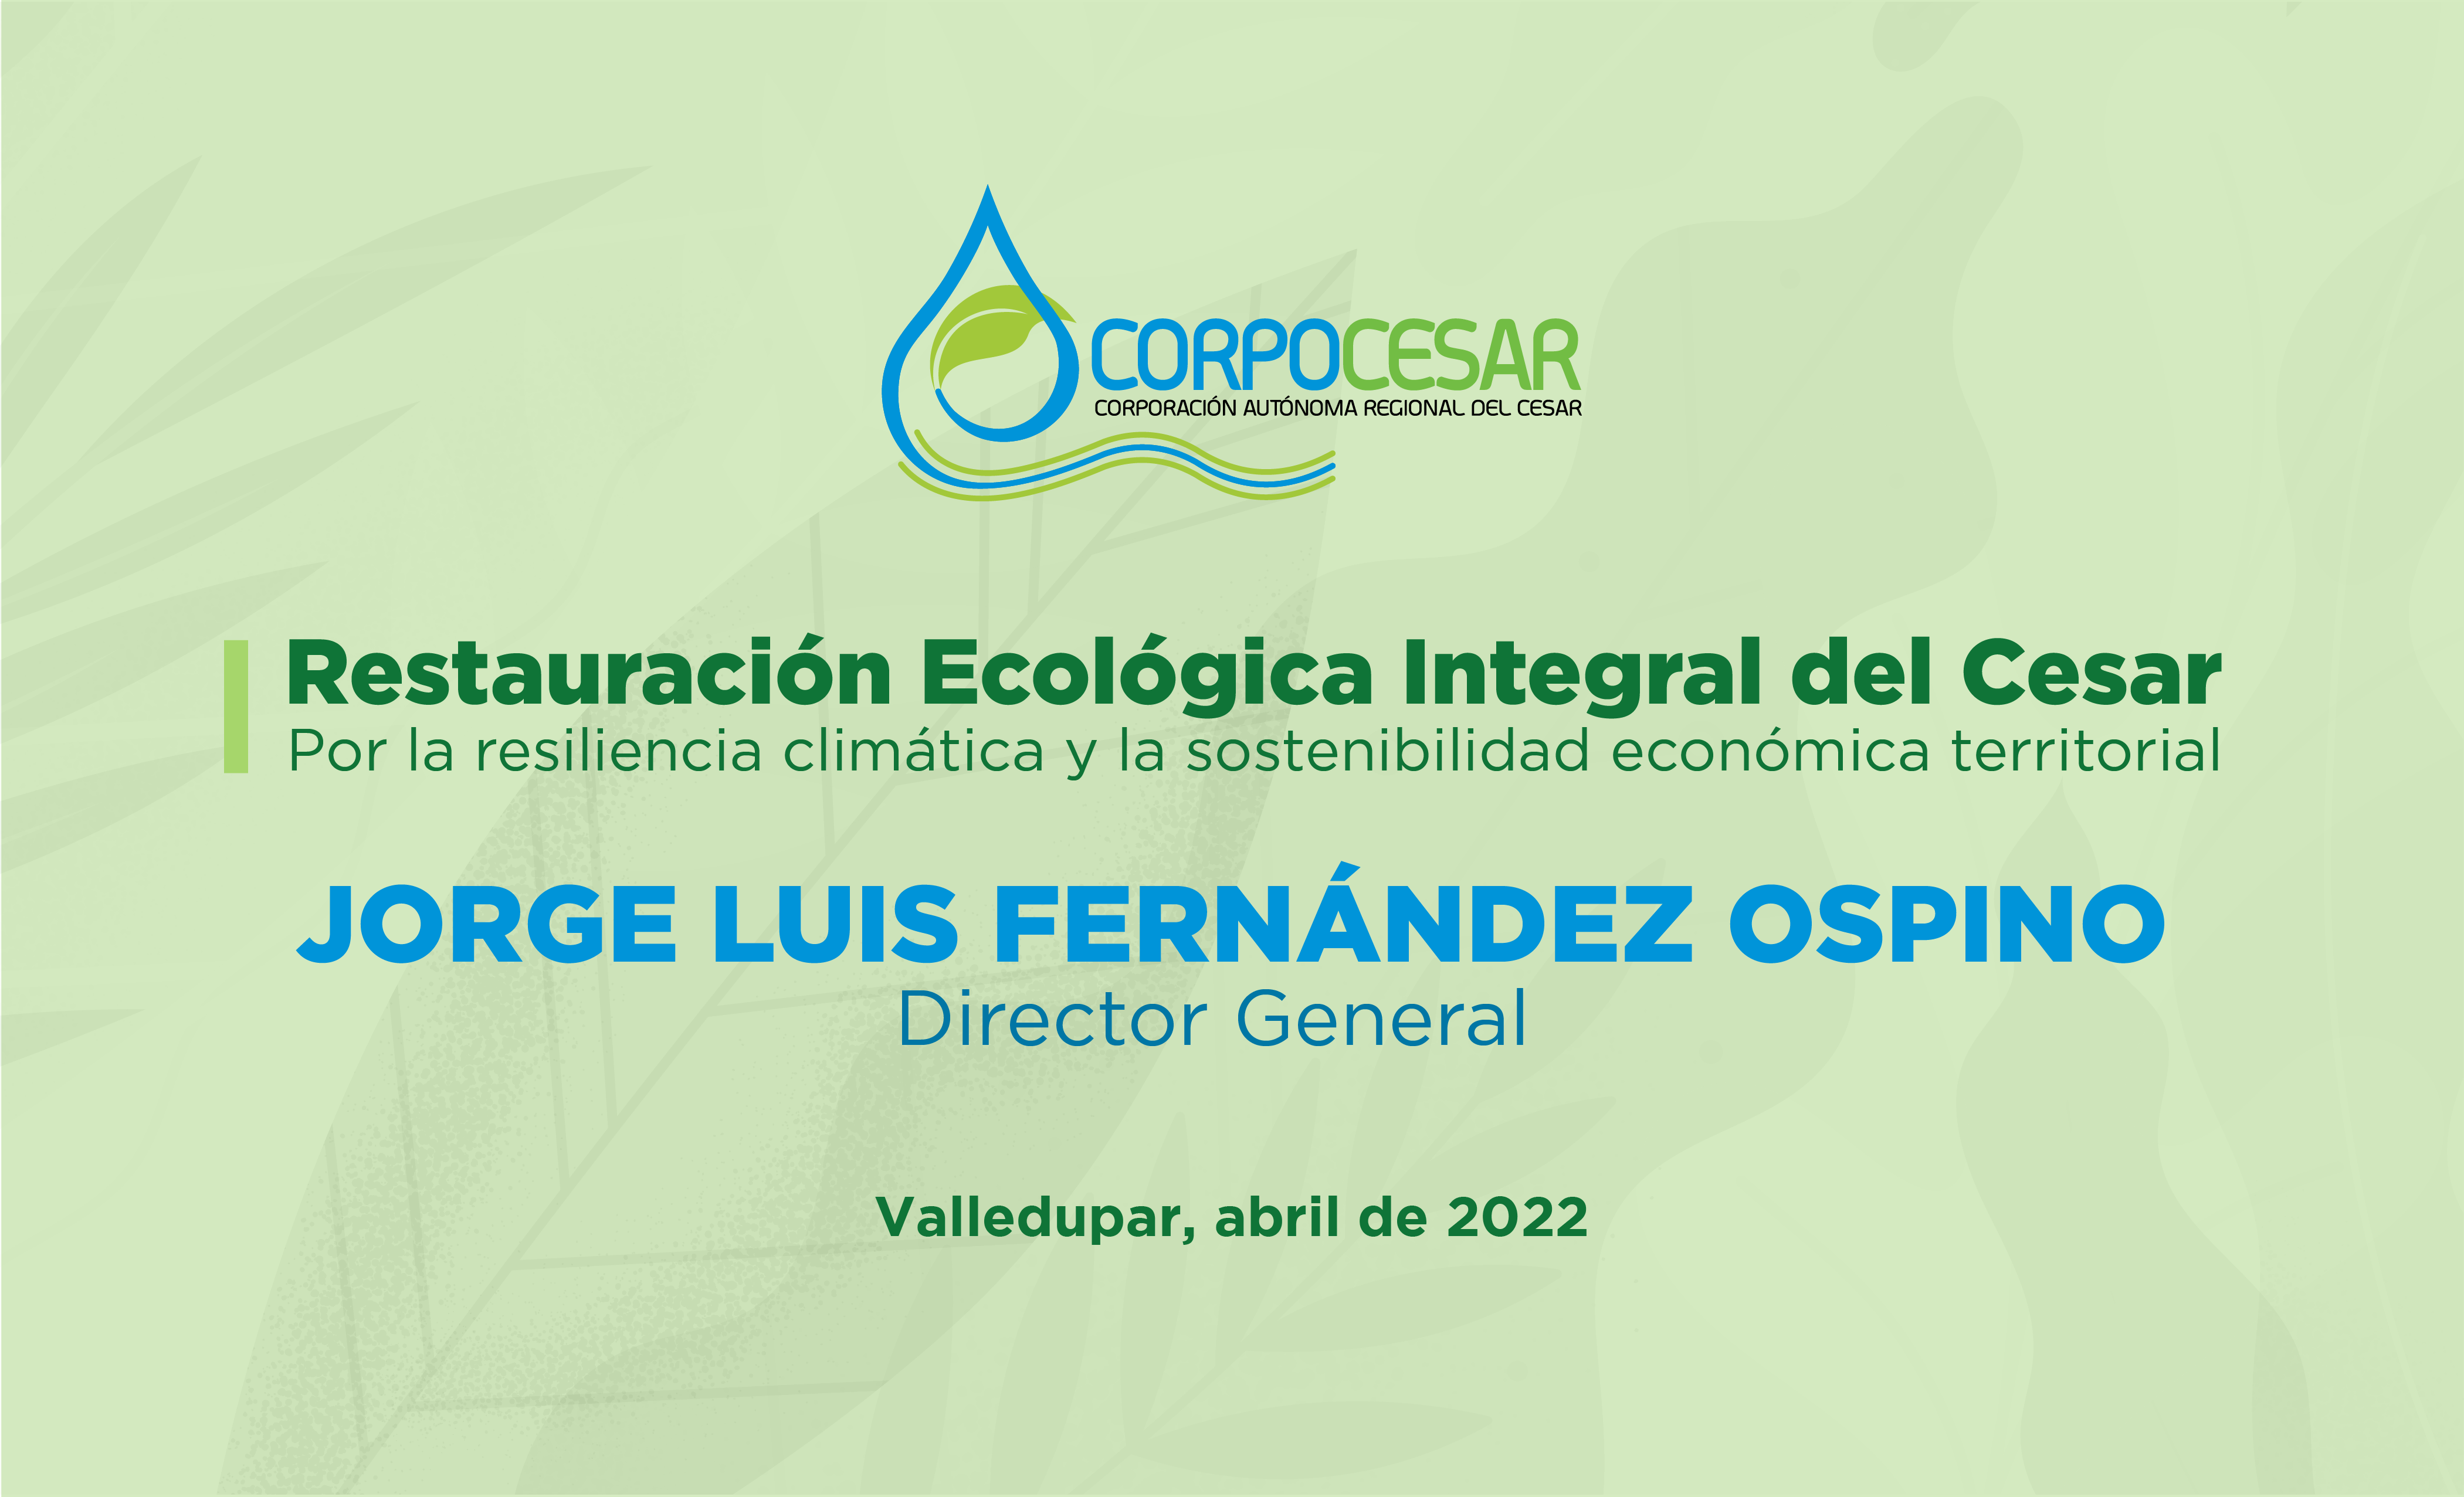 CORPOCESAR
CORPORACIÓN AUTÓNOMA REGIONAL DEL CESAR
Restauración Ecológica Integral del Cesar
Por la resiliencia climática y la sostenibilidad económica territorial
JORGE LUIS FERNÁNDEZ OSPINO
Director General
Valledupar, abril de 2022